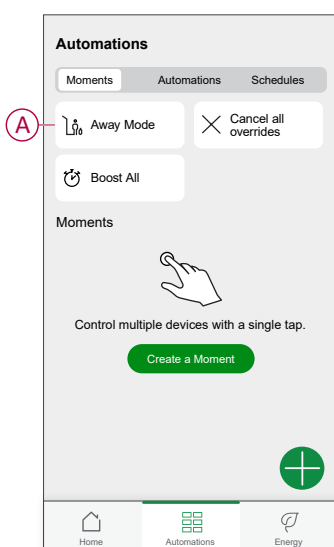 Automations
Moments Automations Schedules
A
Away Mode
Cancel all
overrides
Boost All
Moments
Control multiple devices with a single tap.
Create a Moment
Home Automations Energy